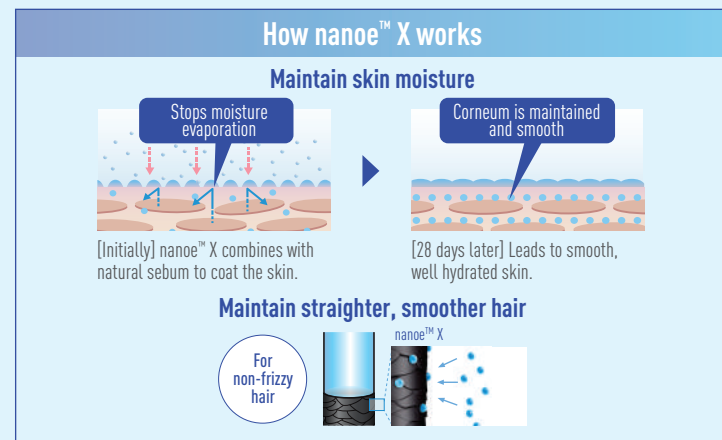 How nanoe™ X works
Maintain skin moisture
Stops moisture
evaporation
Corneum is maintained
and smooth
[Initially] nanoe™ X combines with
natural sebum to coat the skin.
[28 days later] Leads to smooth,
well hydrated skin.
Maintain straighter, smoother hair
For
non-frizzy
hair
nanoe™ X